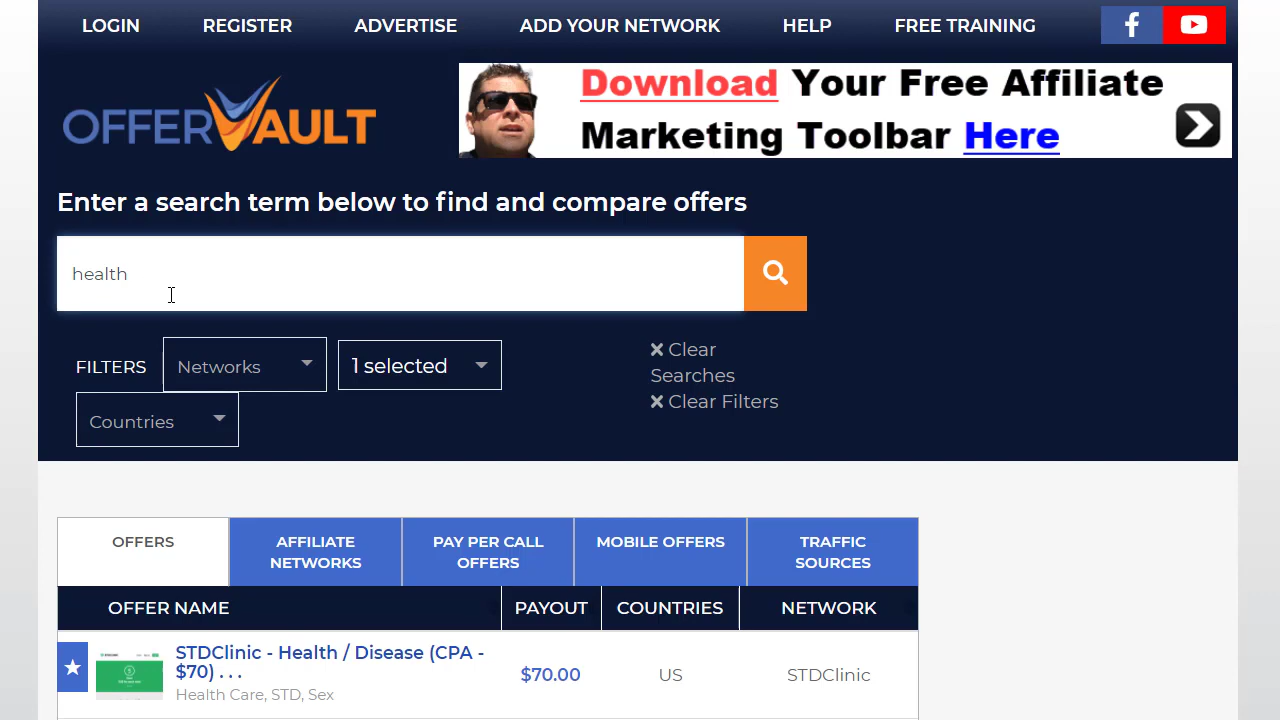 LOGIN REGISTER ADVERTISE ADD YOUR NETWORK HELP FREE TRAINING
OFFERVAULT
Download Your Free Affiliate
Marketing Toolbar Here
Enter a search term below to find and compare offers
health
FILTERS Networks 1 selected
Countries
Clear
Searches
Clear Filters
OFFERS
AFFILIATE
NETWORKS
PAY PER CALL
OFFERS
MOBILE OFFERS
TRAFFIC
SOURCES
OFFER NAME PAYOUT COUNTRIES NETWORK
STDClinic - Health / Disease (CPA -
$70) . . .
Health Care, STD, Sex
$70.00 US STDClinic